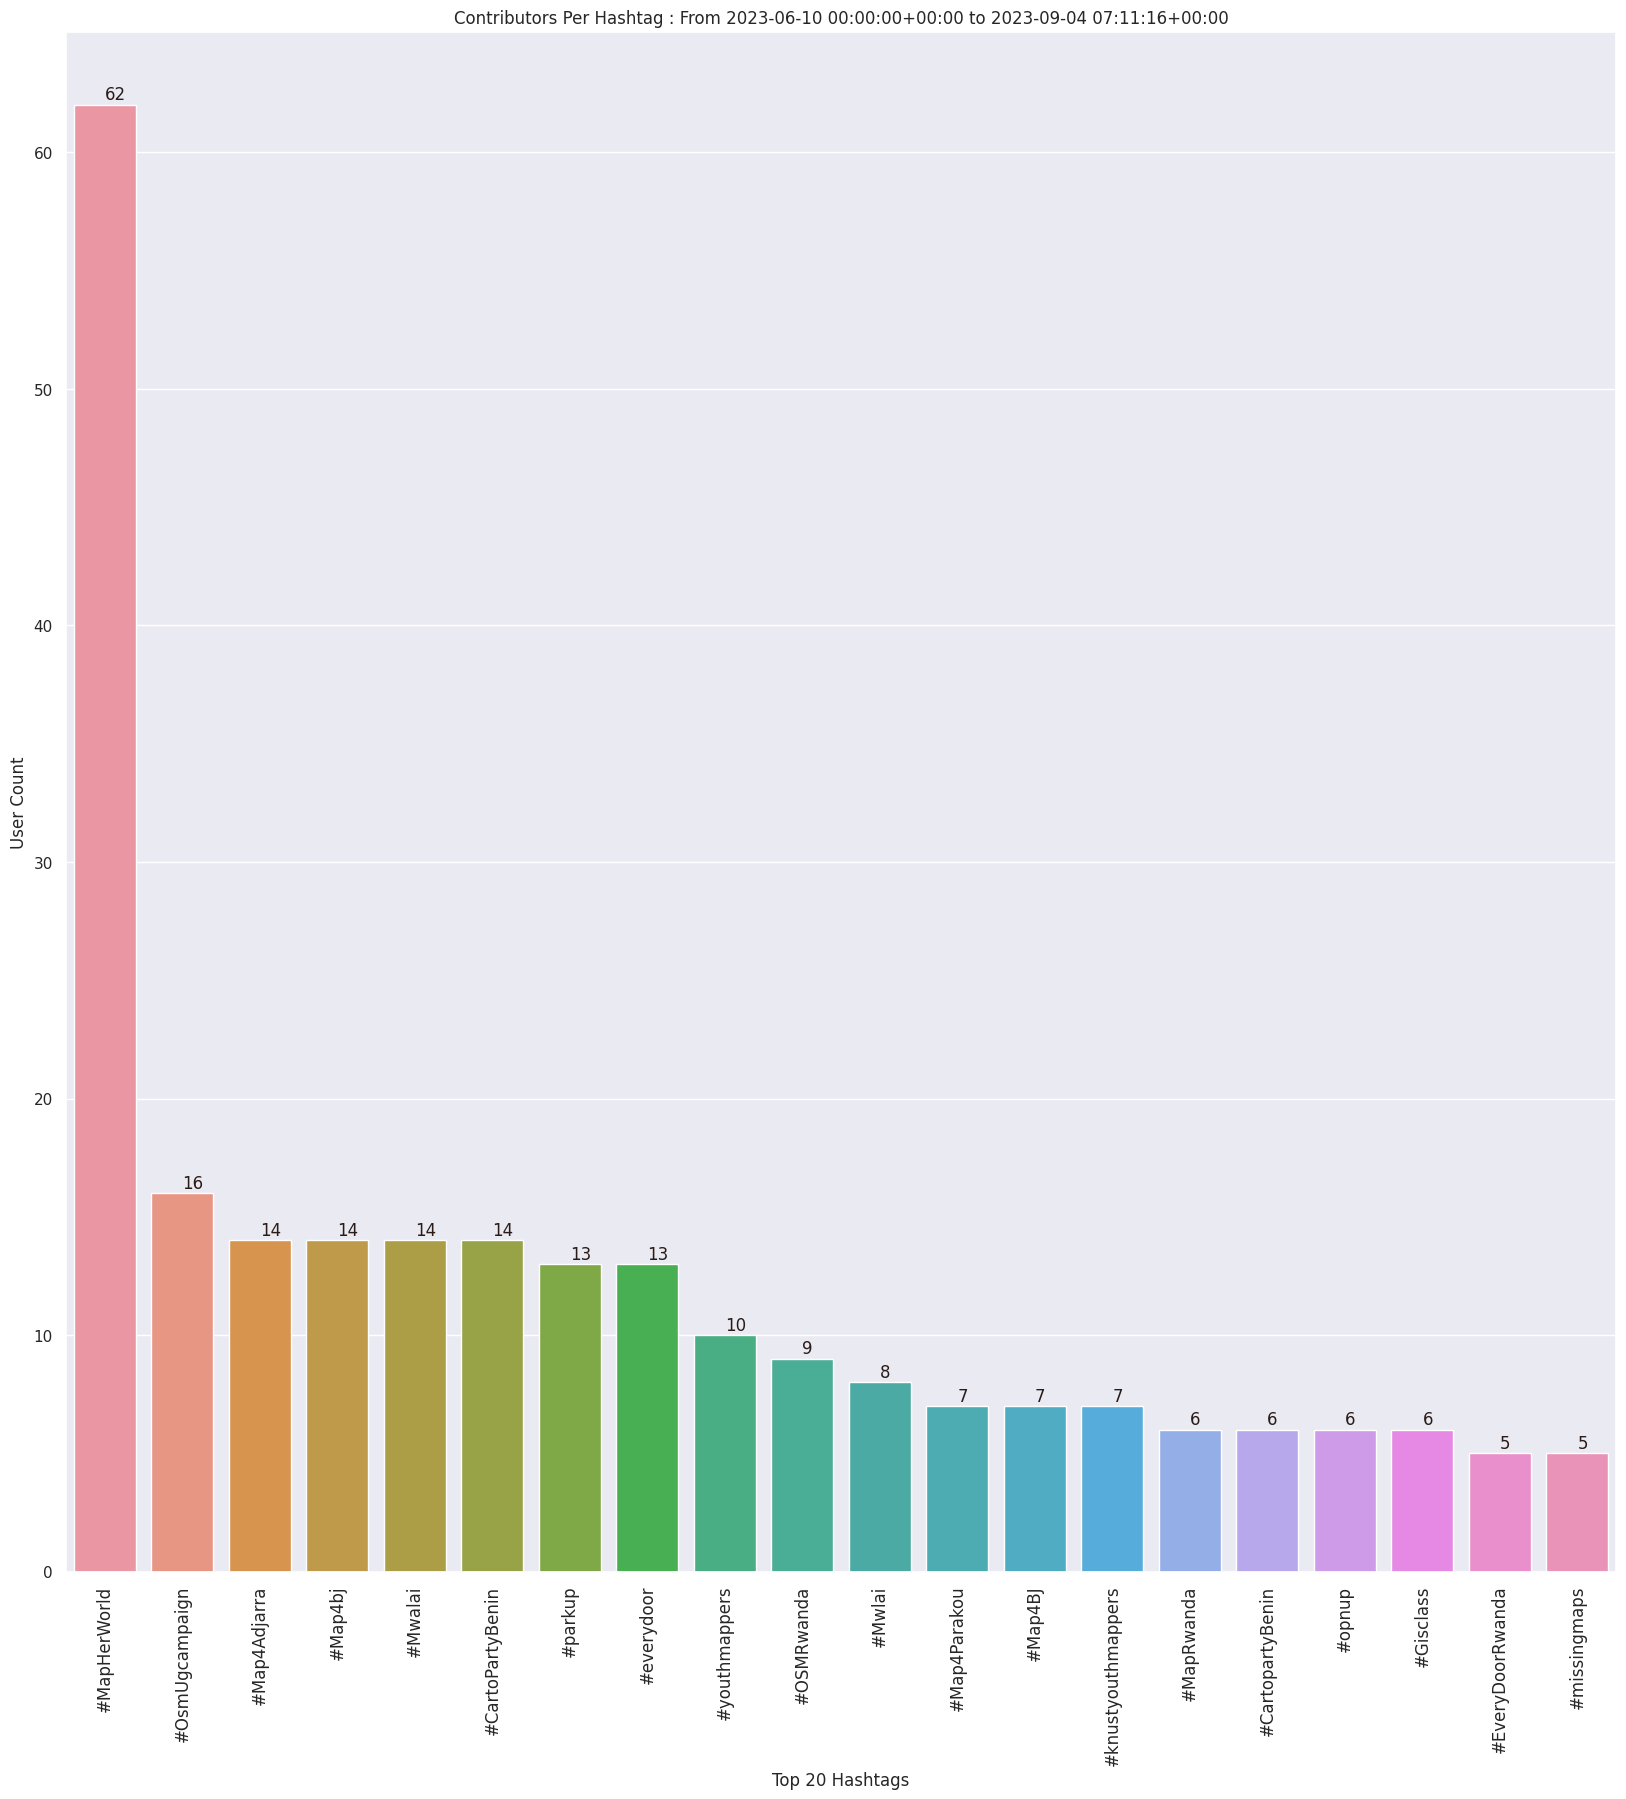 Contributors Per Hashtag : From 2023-06-10 00:00:00+00:00 to 2023-09-04 07:11:16+00:00
62
60
50
User Count
40
30
20
16
14
14
14
14
13
13
10
10
9
8
7
7
7
6
6
6
6
5
5
0
#MapHerWorld
#OsmUgcampaign
#Map4Adjarra
#Map4bj
#Mwalai
#CartoPartyBenin
#parkup
#everydoor
#youthmappers
#OSMRwanda
#Mwlai
#Map4Parakou
#Map4BJ
#knustyouthmappers
#MapRwanda
#CartopartyBenin
#opnup
#Gisclass
#EveryDoorRwanda
#missingmaps
Top 20 Hashtags